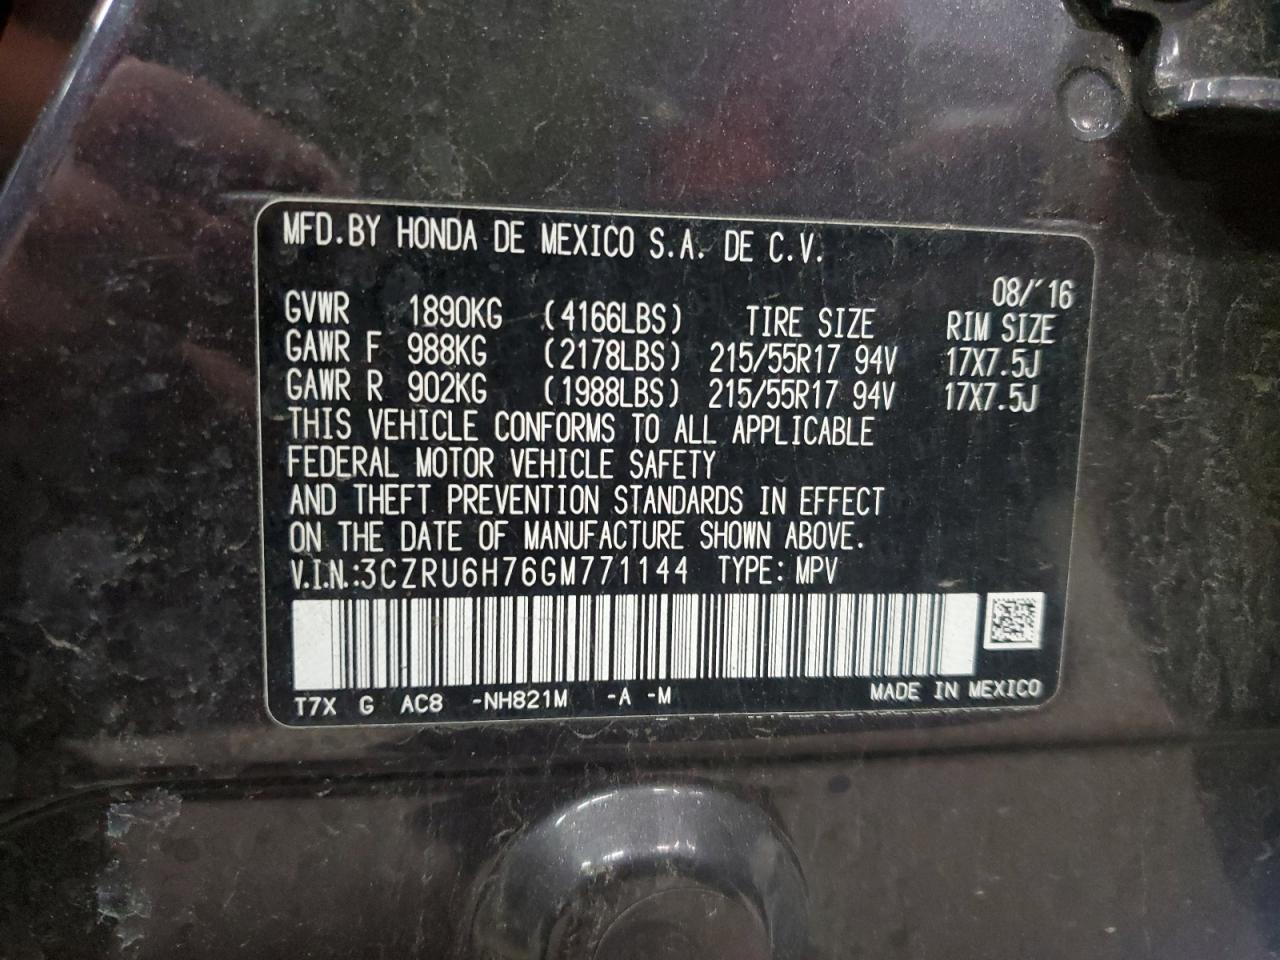 MFD.BY HONDA DE MEXICO S.A. DE C.V.
08/'16
GVWR 1890KG (4166LBS) TIRE SIZE RIM SIZE
GAWR F 988KG (2178LBS) 215/55R17 94V 17X7.5J
GAWR R 902KG (1988LBS) 215/55R17 94V 17X7.5J
THIS VEHICLE CONFORMS TO ALL APPLICABLE
FEDERAL MOTOR VEHICLE SAFETY
AND THEFT PREVENTION STANDARDS IN EFFECT
ON THE DATE OF MANUFACTURE SHOWN ABOVE.
V.I.N.:3CZRU6H76GM771144 TYPE: MPV
T7X G AC8 -NH821M -A -M MADE IN MEXICO